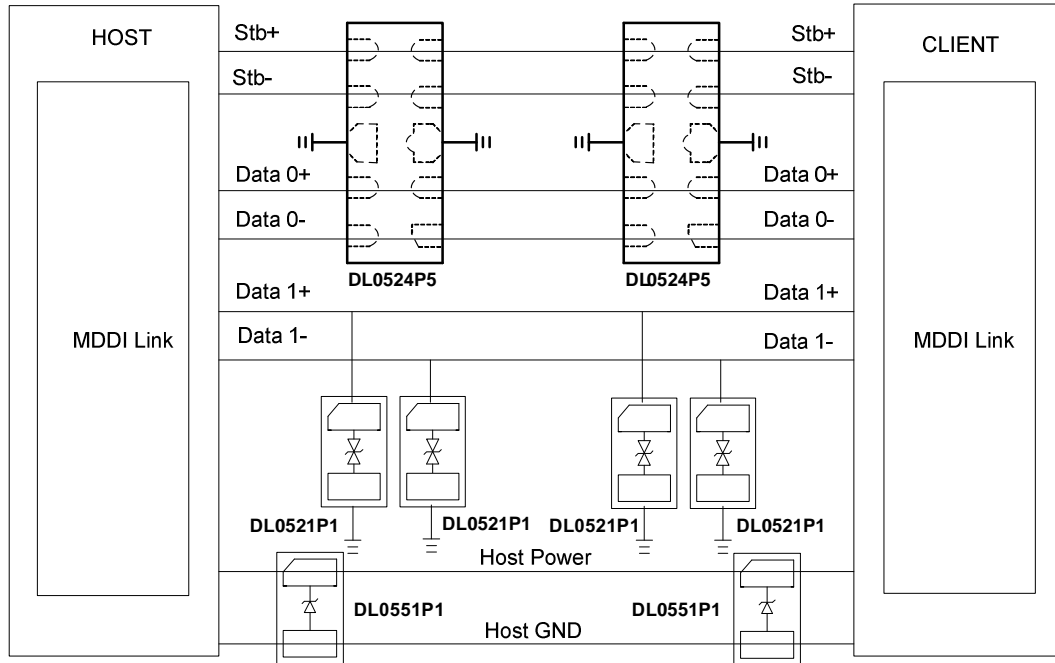 HOST
CLIENT
Stb+
Stb+
Stb-
Stb-
Data 0+
Data 0+
Data 0-
Data 0-
DL0524P5
DL0524P5
Data 1+
Data 1+
Data 1-
Data 1-
MDDI Link
MDDI Link
DL0521P1
DL0521P1
DL0521P1
DL0521P1
Host Power
DL0551P1
DL0551P1
Host GND